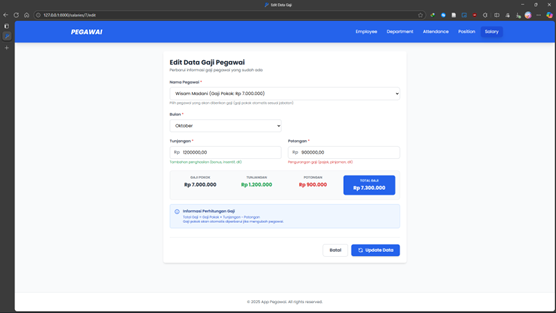 Edit Data Gaji
127.0.0.1:8000/salaries/7/edit
PEGAWAI
Employee Department Attendance Position Salary
Edit Data Gaji Pegawai
Perbarui informasi gaji pegawai yang sudah ada
Nama Pegawai *
Wisam Madani (Gaji Pokok: Rp 7.000.000)
Pilih pegawai yang akan diberikan gaji (gaji pokok otomatis sesuai jabatan)
Bulan *
Oktober
Tunjangan * Potongan *
Rp 1200000,00 Rp 900000,00
Tambahan penghasilan (bonus, insentif, dll) Pengurangan gaji (pajak, pinjaman, dll)
GAJI POKOK TUNJANGAN POTONGAN TOTAL GAJI
Rp 7.000.000 Rp 1.200.000 Rp 900.000 Rp 7.300.000
Informasi Perhitungan Gaji
Total Gaji = Gaji Pokok + Tunjangan - Potongan
Gaji pokok akan otomatis diperbarui jika mengubah pegawai.
Batal Update Data
© 2025 App Pegawai. All rights reserved.